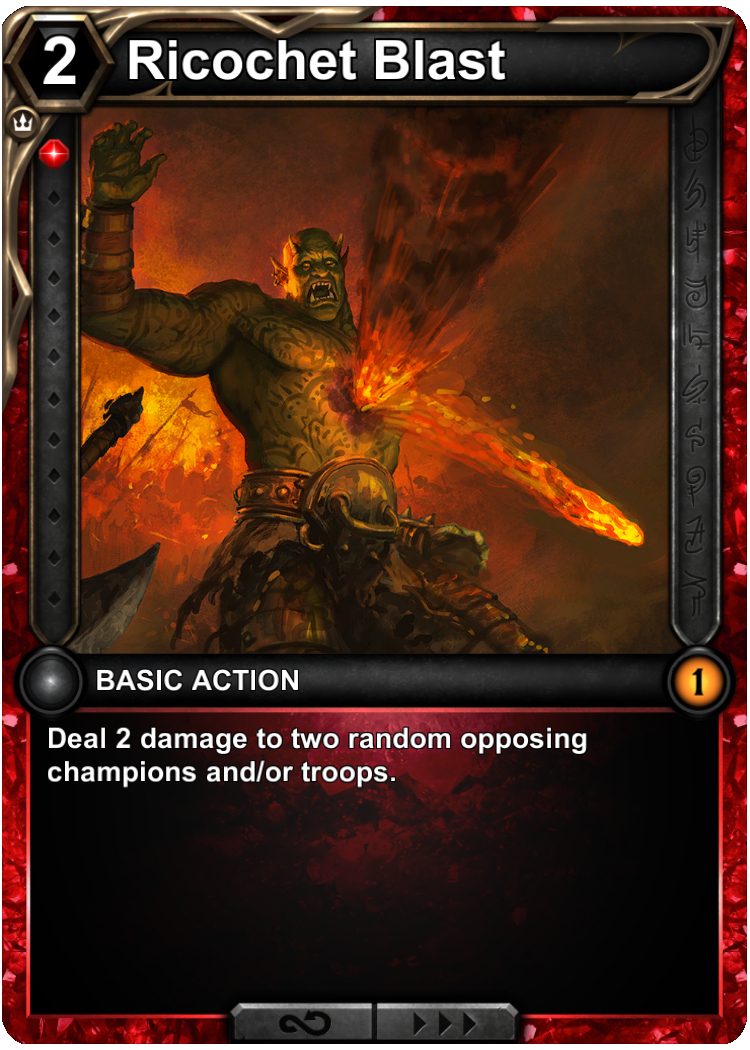 2 Ricochet Blast
BASIC ACTION
1
Deal 2 damage to two random opposing
champions and/or troops.